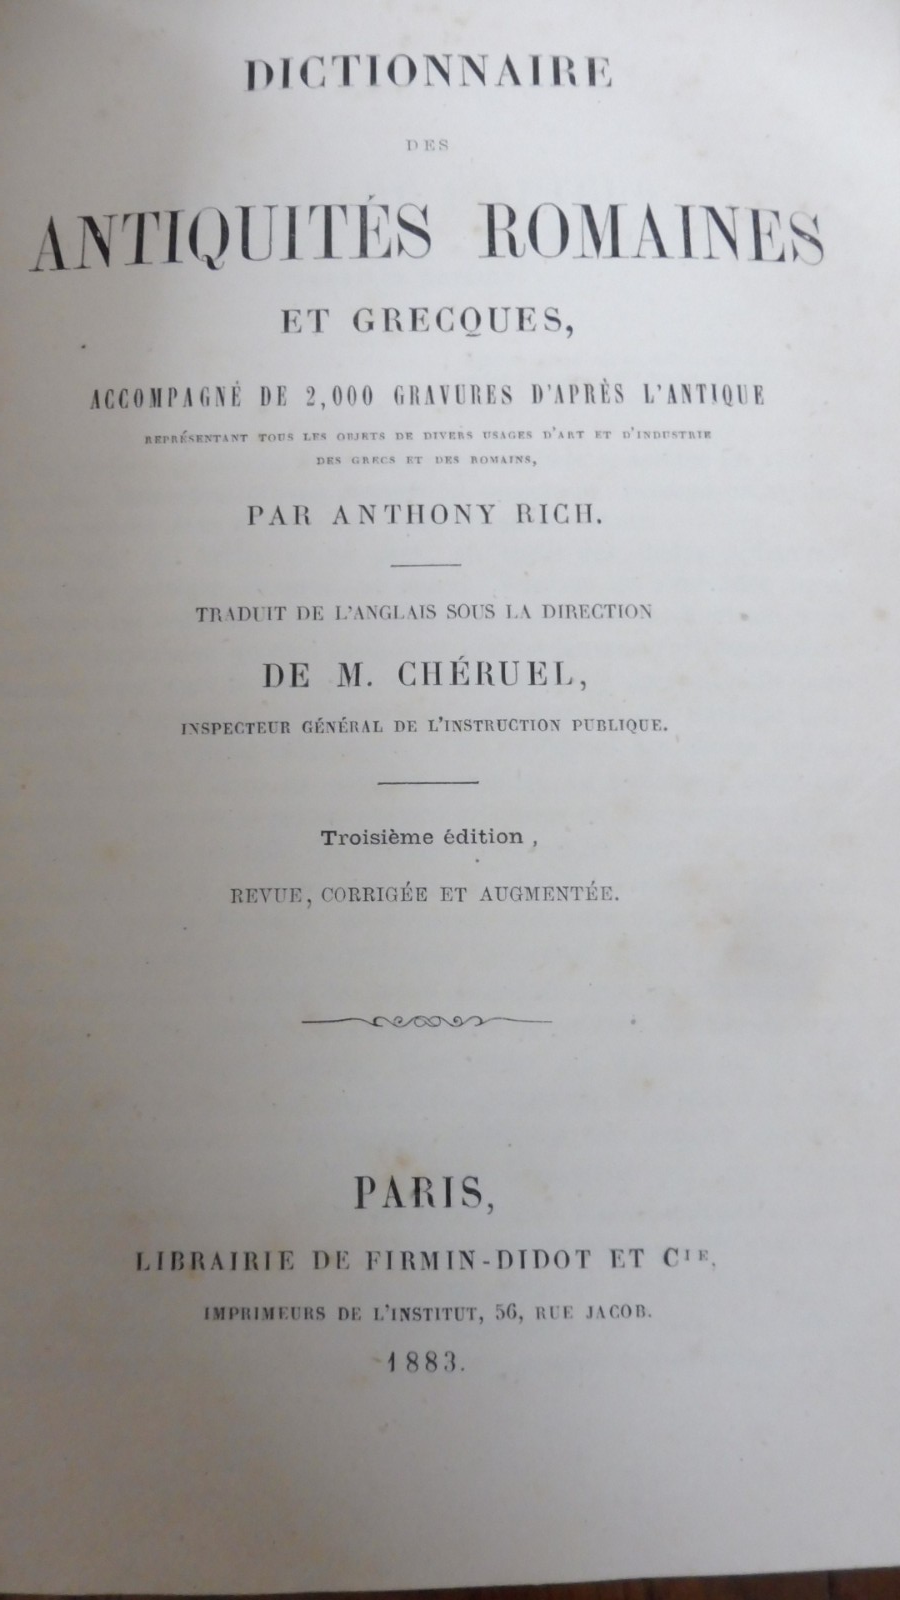 DICTIONNAIRE
DES
ANTIQUITÉS ROMAINES
ET GRECQUES,
ACCOMPAGNÉ DE 2,000 GRAVURES D'APRÈS L'ANTIQUE
REPRÉSENTANT TOUS LES OBJETS DE DIVERS USAGES D'ART ET D'INDUSTRIE
DES GRECS ET DES ROMAINS,
PAR ANTHONY RICH.
TRADUIT DE L'ANGLAIS SOUS LA DIRECTION
DE M. CHÉRUEL,
INSPECTEUR GÉNÉRAL DE L'INSTRUCTION PUBLIQUE.
Troisième édition,
REVUE, CORRIGÉE ET AUGMENTÉE.
PARIS,
LIBRAIRIE DE FIRMIN-DIDOT ET CIE,
IMPRIMEURS DE L'INSTITUT, 56, RUE JACOB.
1883.